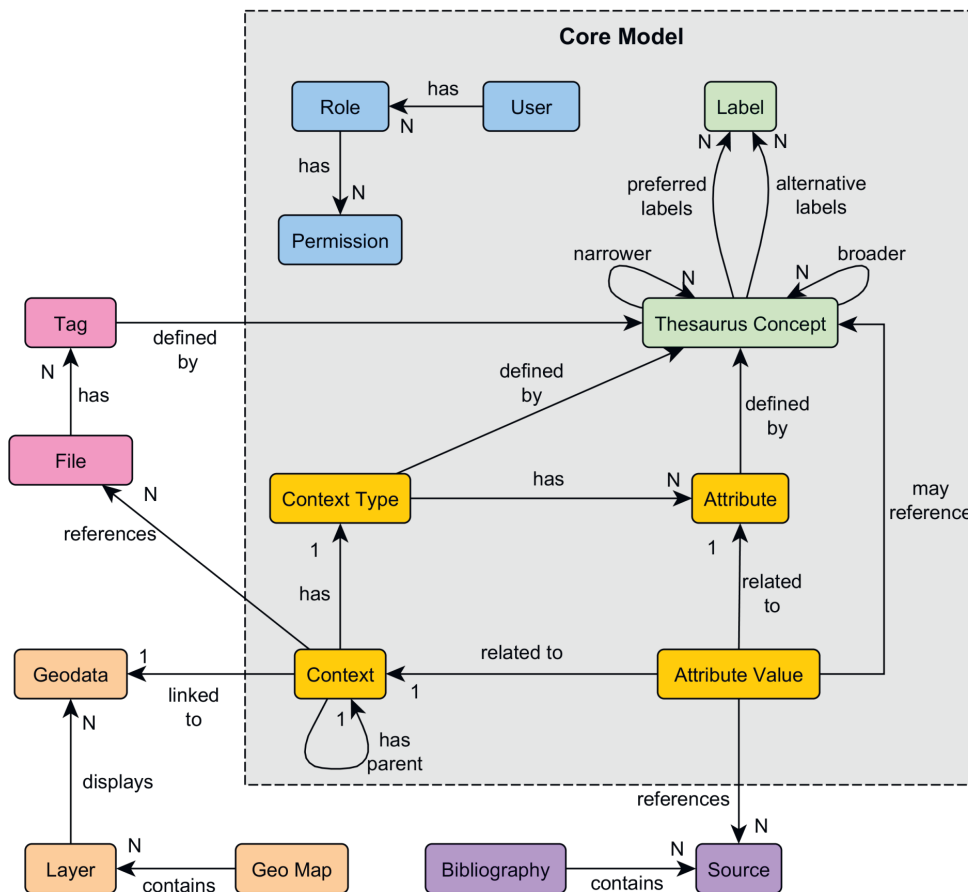 Core Model
Role
has
N
User
Label
has
N
N
N
preferred
labels
alternative
labels
Permission
narrower
N
N
broader
Tag
defined
by
Thesaurus Concept
N
has
defined
by
defined
by
File
N
Context Type
has
N
Attribute
may
reference
references
1
1
has
related
to
Geodata
1
linked
to
Context
related to
1
Attribute Value
1
has
parent
N
displays
references
N
Layer
N
contains
Geo Map
Bibliography
N
contains
Source